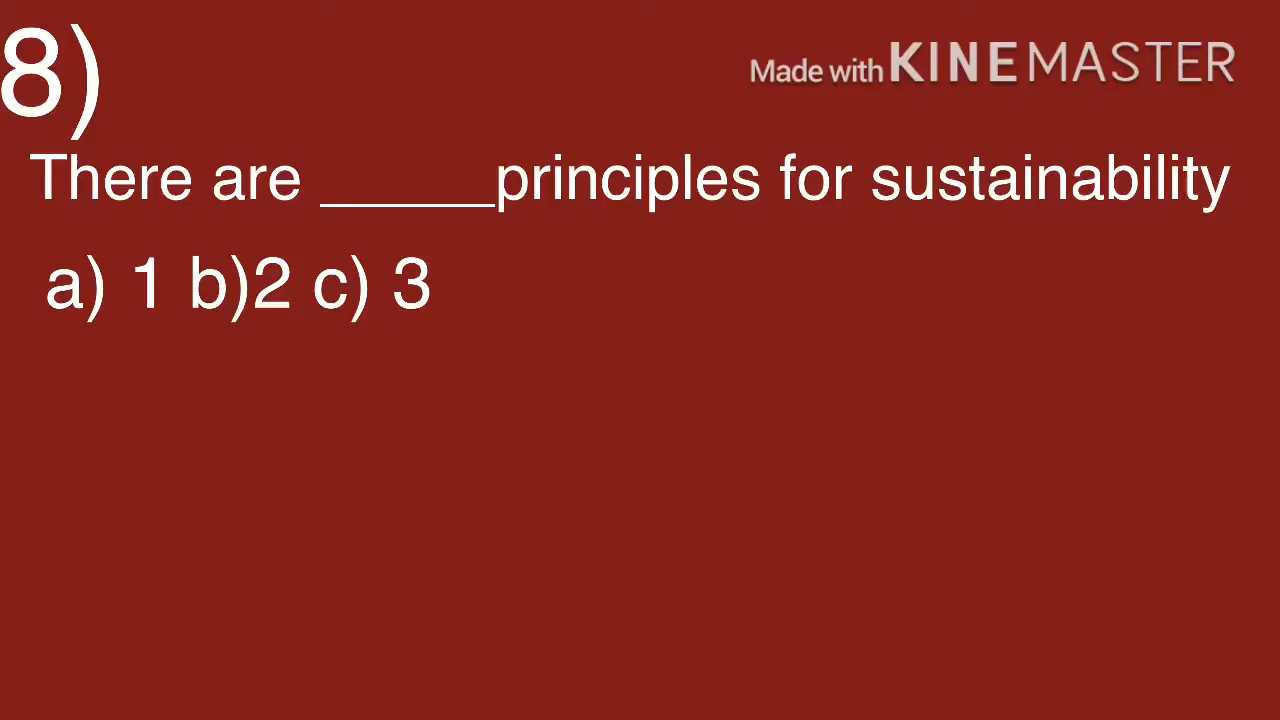 8)
Made with KINEMASTER
There are _____principles for sustainability
a) 1 b)2 c) 3